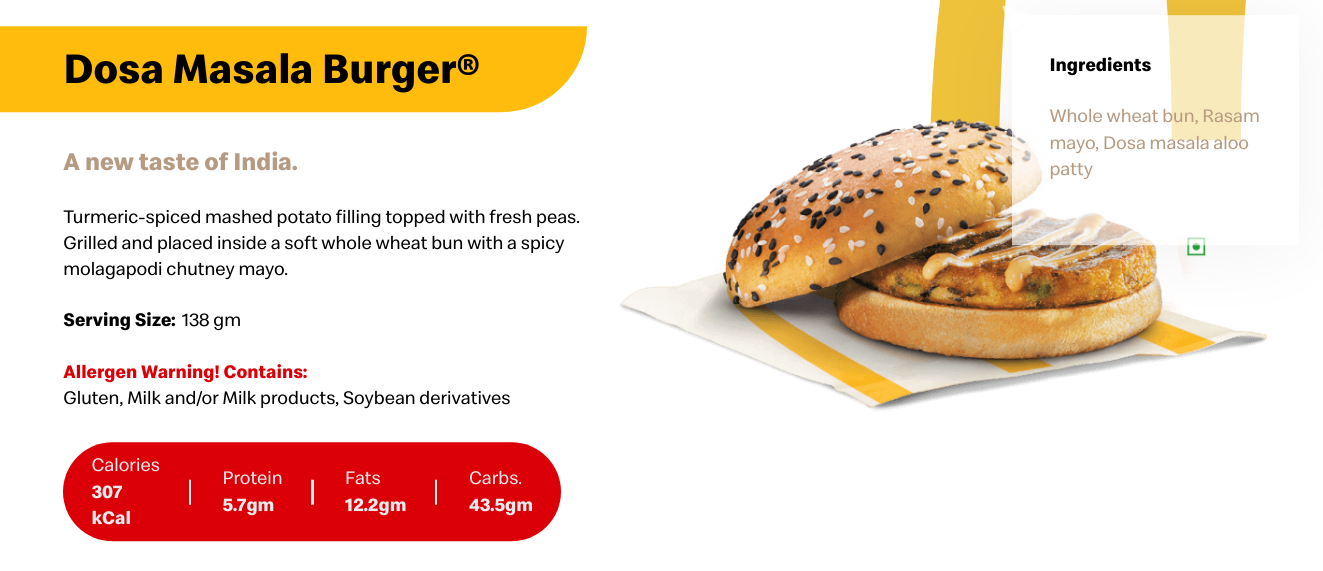 Dosa Masala Burger®
A new taste of India.
Turmeric-spiced mashed potato filling topped with fresh peas.
Grilled and placed inside a soft whole wheat bun with a spicy
molagapodi chutney mayo.
Serving Size: 138 gm
Allergen Warning! Contains:
Gluten, Milk and/or Milk products, Soybean derivatives
Calories
307
kCal
Protein
5.7gm
Fats
12.2gm
Carbs.
43.5gm
Ingredients
Whole wheat bun, Rasam
mayo, Dosa masala aloo
patty